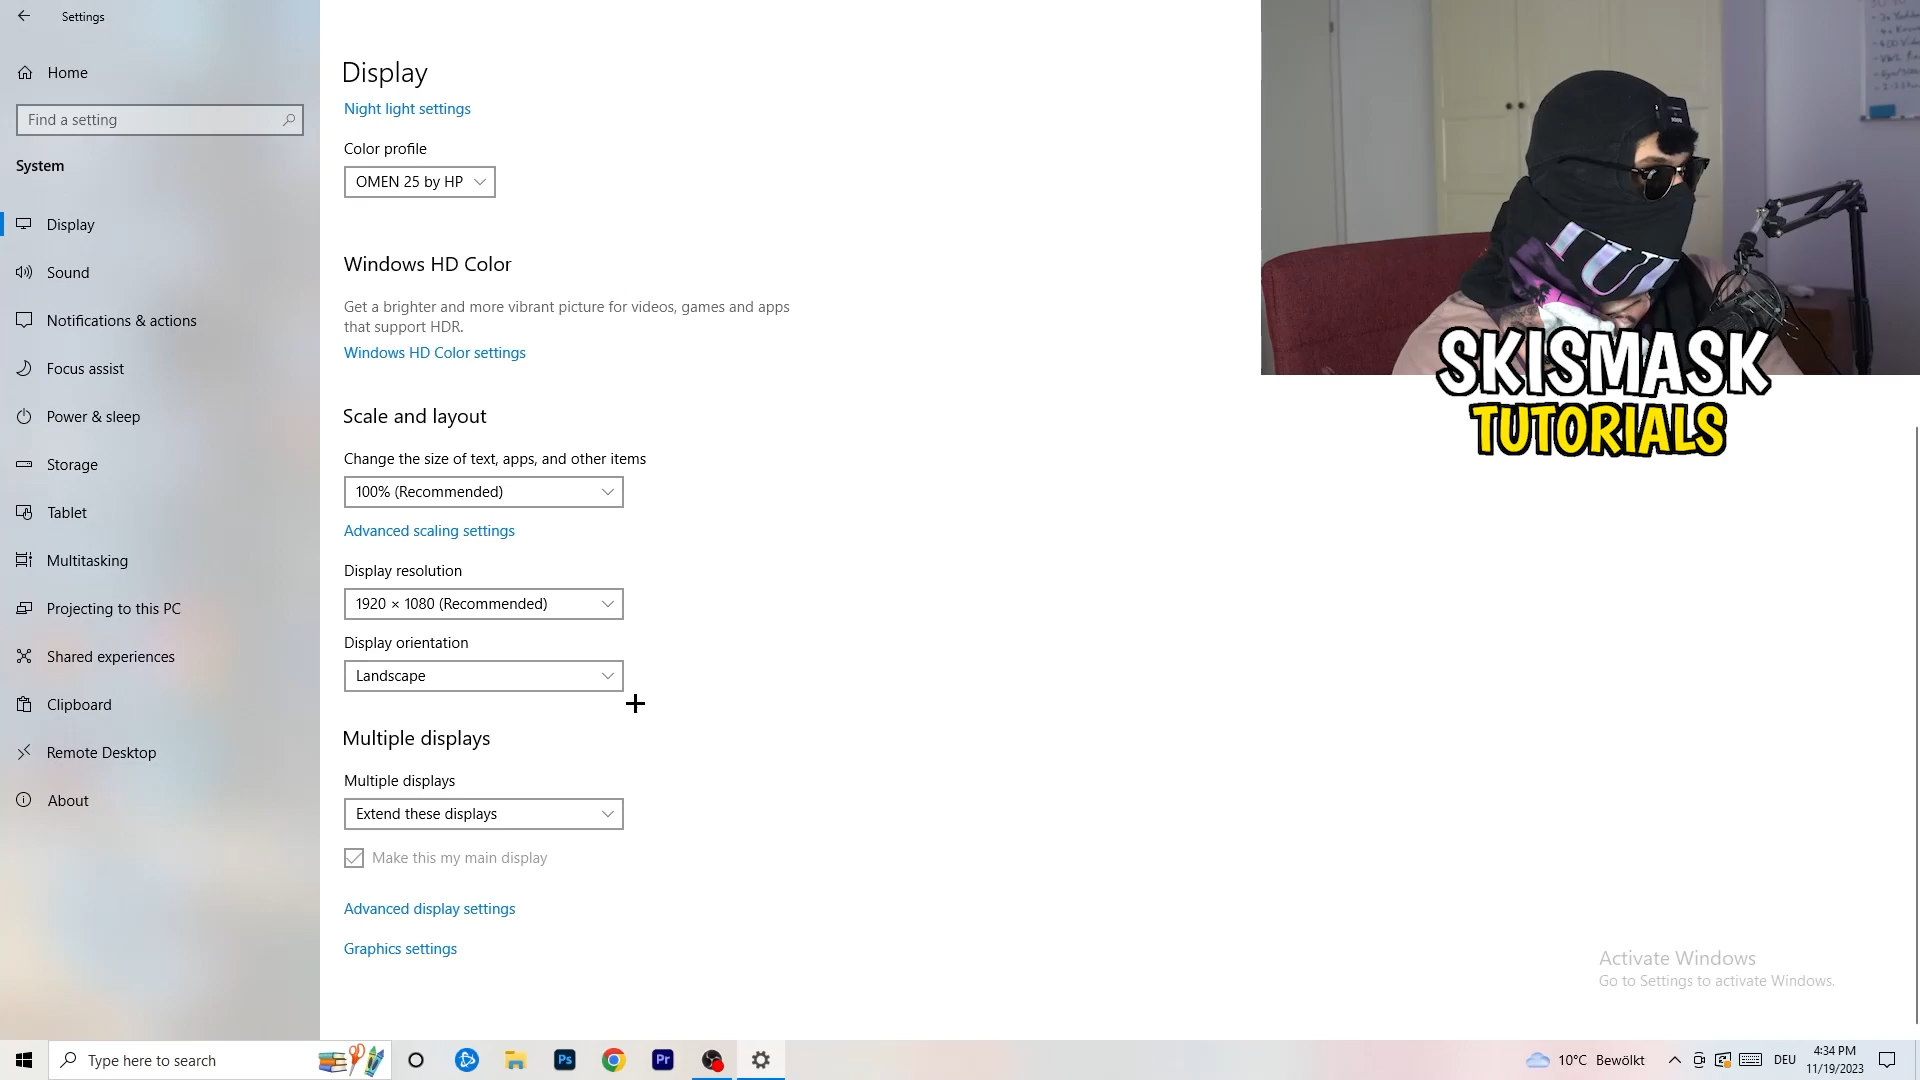 Settings
Home
Find a setting
System
Display
Sound
Notifications & actions
Focus assist
Power & sleep
Storage
Tablet
Multitasking
Projecting to this PC
Shared experiences
Clipboard
Remote Desktop
About
Display
Night light settings
Color profile
OMEN 25 by HP
Windows HD Color
Get a brighter and more vibrant picture for videos, games and apps
that support HDR.
Windows HD Color settings
Scale and layout
Change the size of text, apps, and other items
100% (Recommended)
Advanced scaling settings
Display resolution
1920 × 1080 (Recommended)
Display orientation
Landscape
Multiple displays
Multiple displays
Extend these displays
Make this my main display
Advanced display settings
Graphics settings
SKISMASK
TUTORIALS
Activate Windows
Go to Settings to activate Windows.
Type here to search
Ps
Pr
10°C Bewölkt
DEU
4:34 PM
11/19/2023